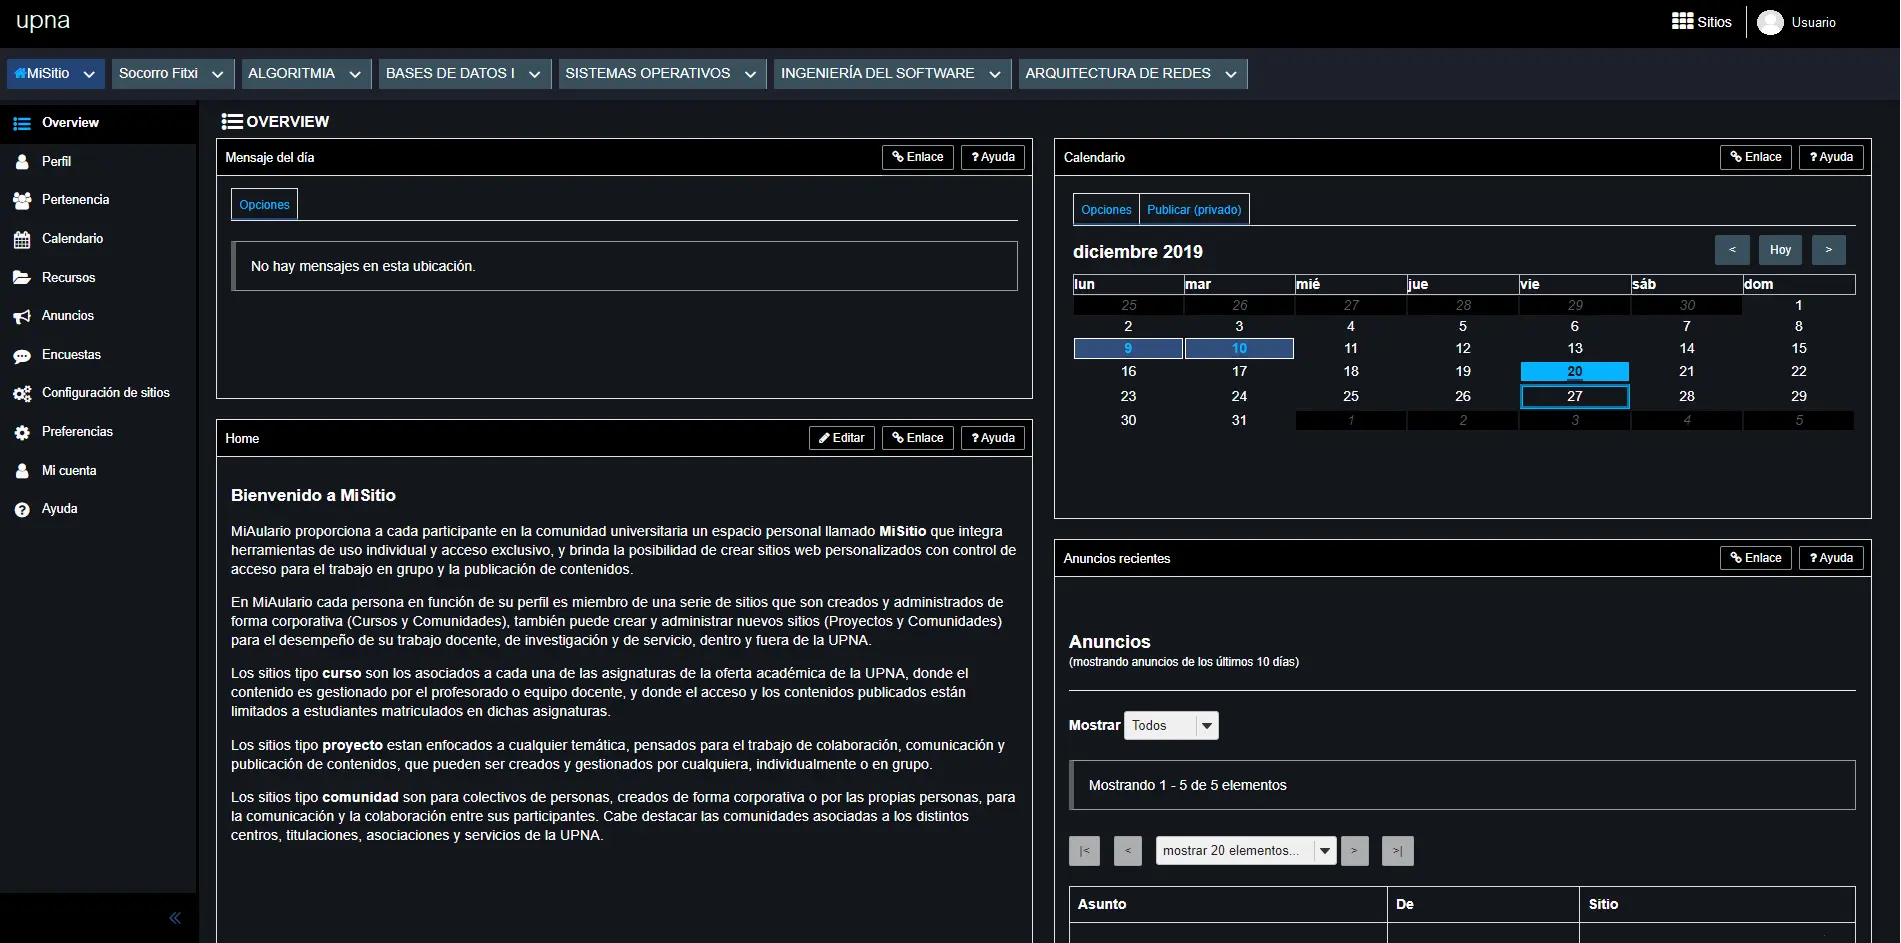 upna
Sitios
Usuario
MiSitio
Socorro Fitxi
ALGORITMIA
BASES DE DATOS I
SISTEMAS OPERATIVOS
INGENIERÍA DEL SOFTWARE
ARQUITECTURA DE REDES
Overview
Perfil
Pertenencia
Calendario
Recursos
Anuncios
Encuestas
Configuración de sitios
Preferencias
Mi cuenta
Ayuda
OVERVIEW
Mensaje del día
Enlace
? Ayuda
Opciones
No hay mensajes en esta ubicación.
Home
Editar
Enlace
? Ayuda
Bienvenido a MiSitio
MiAulario proporciona a cada participante en la comunidad universitaria un espacio personal llamado MiSitio que integra
herramientas de uso individual y acceso exclusivo, y brinda la posibilidad de crear sitios web personalizados con control de
acceso para el trabajo en grupo y la publicación de contenidos.
En MiAulario cada persona en función de su perfil es miembro de una serie de sitios que son creados y administrados de
forma corporativa (Cursos y Comunidades), también puede crear y administrar nuevos sitios (Proyectos y Comunidades)
para el desempeño de su trabajo docente, de investigación y de servicio, dentro y fuera de la UPNA.
Los sitios tipo curso son los asociados a cada una de las asignaturas de la oferta académica de la UPNA, donde el
contenido es gestionado por el profesorado o equipo docente, y donde el acceso y los contenidos publicados están
limitados a estudiantes matriculados en dichas asignaturas.
Los sitios tipo proyecto estan enfocados a cualquier temática, pensados para el trabajo de colaboración, comunicación y
publicación de contenidos, que pueden ser creados y gestionados por cualquiera, individualmente o en grupo.
Los sitios tipo comunidad son para colectivos de personas, creados de forma corporativa o por las propias personas, para
la comunicación y la colaboración entre sus participantes. Cabe destacar las comunidades asociadas a los distintos
centros, titulaciones, asociaciones y servicios de la UPNA.
Calendario
Enlace
? Ayuda
Opciones
Publicar (privado)
diciembre 2019
< Hoy >
lun mar mié jue vie sáb dom
25 26 27 28 29 30 1
2 3 4 5 6 7 8
9 10 11 12 13 14 15
16 17 18 19 20 21 22
23 24 25 26 27 28 29
30 31 1 2 3 4 5
Anuncios recientes
Enlace
? Ayuda
Anuncios
(mostrando anuncios de los últimos 10 días)
Mostrar Todos
Mostrando 1 - 5 de 5 elementos
|< < mostrar 20 elementos... > >|
Asunto De Sitio